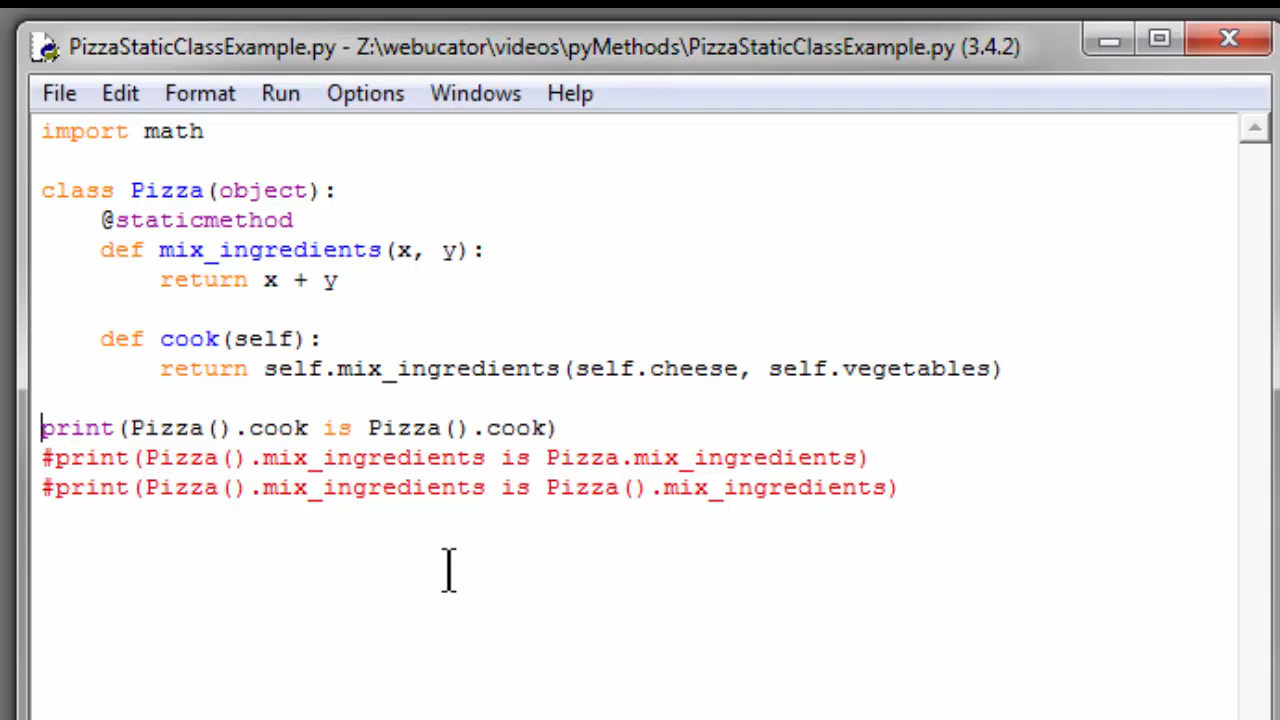 PizzaStaticClassExample.py - Z:\webucator\videos\pyMethods\PizzaStaticClassExample.py (3.4.2)
File Edit Format Run Options Windows Help
import math
class Pizza(object):
    @staticmethod
    def mix_ingredients(x, y):
        return x + y
    def cook(self):
        return self.mix_ingredients(self.cheese, self.vegetables)
print(Pizza().cook is Pizza().cook)
#print(Pizza().mix_ingredients is Pizza.mix_ingredients)
#print(Pizza().mix_ingredients is Pizza().mix_ingredients)